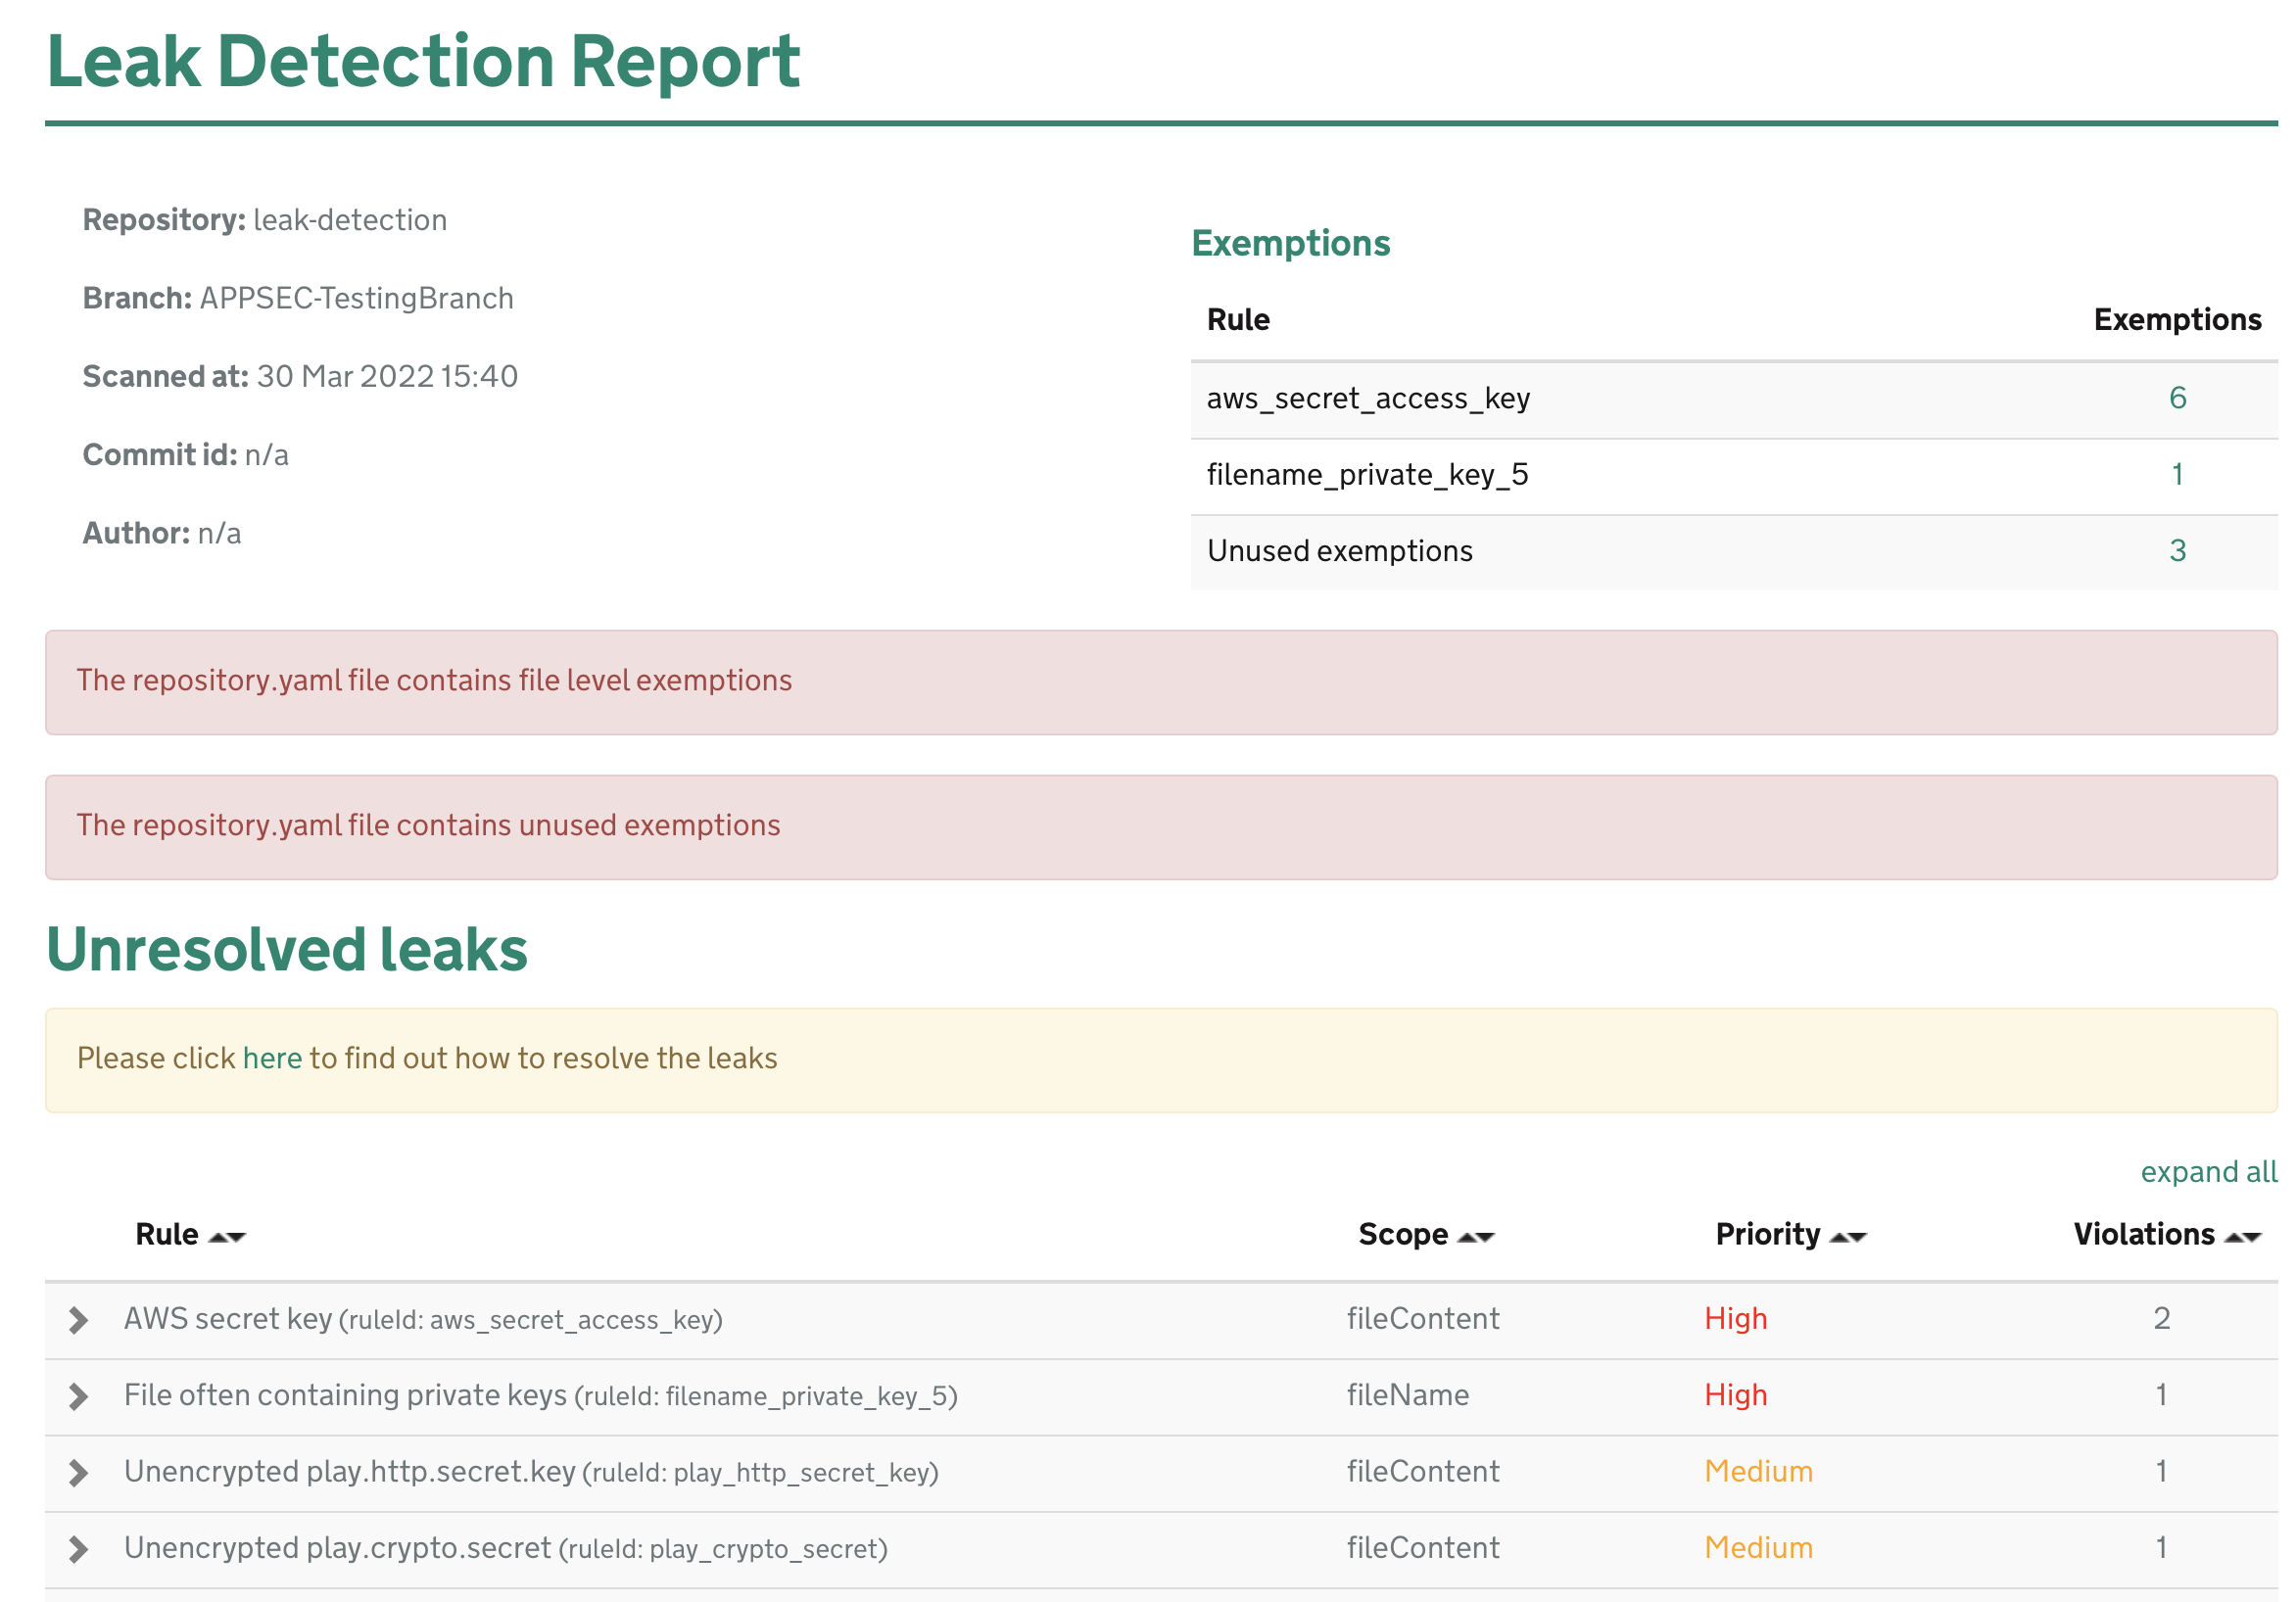 Leak Detection Report
Repository: leak-detection
Branch: APPSEC-TestingBranch
Scanned at: 30 Mar 2022 15:40
Commit id: n/a
Author: n/a
Exemptions
Rule Exemptions
aws_secret_access_key 6
filename_private_key_5 1
Unused exemptions 3
The repository.yaml file contains file level exemptions
The repository.yaml file contains unused exemptions
Unresolved leaks
Please click here to find out how to resolve the leaks
expand all
Rule Scope Priority Violations
AWS secret key (ruleId: aws_secret_access_key) fileContent High 2
File often containing private keys (ruleId: filename_private_key_5) fileName High 1
Unencrypted play.http.secret.key (ruleId: play_http_secret_key) fileContent Medium 1
Unencrypted play.crypto.secret (ruleId: play_crypto_secret) fileContent Medium 1